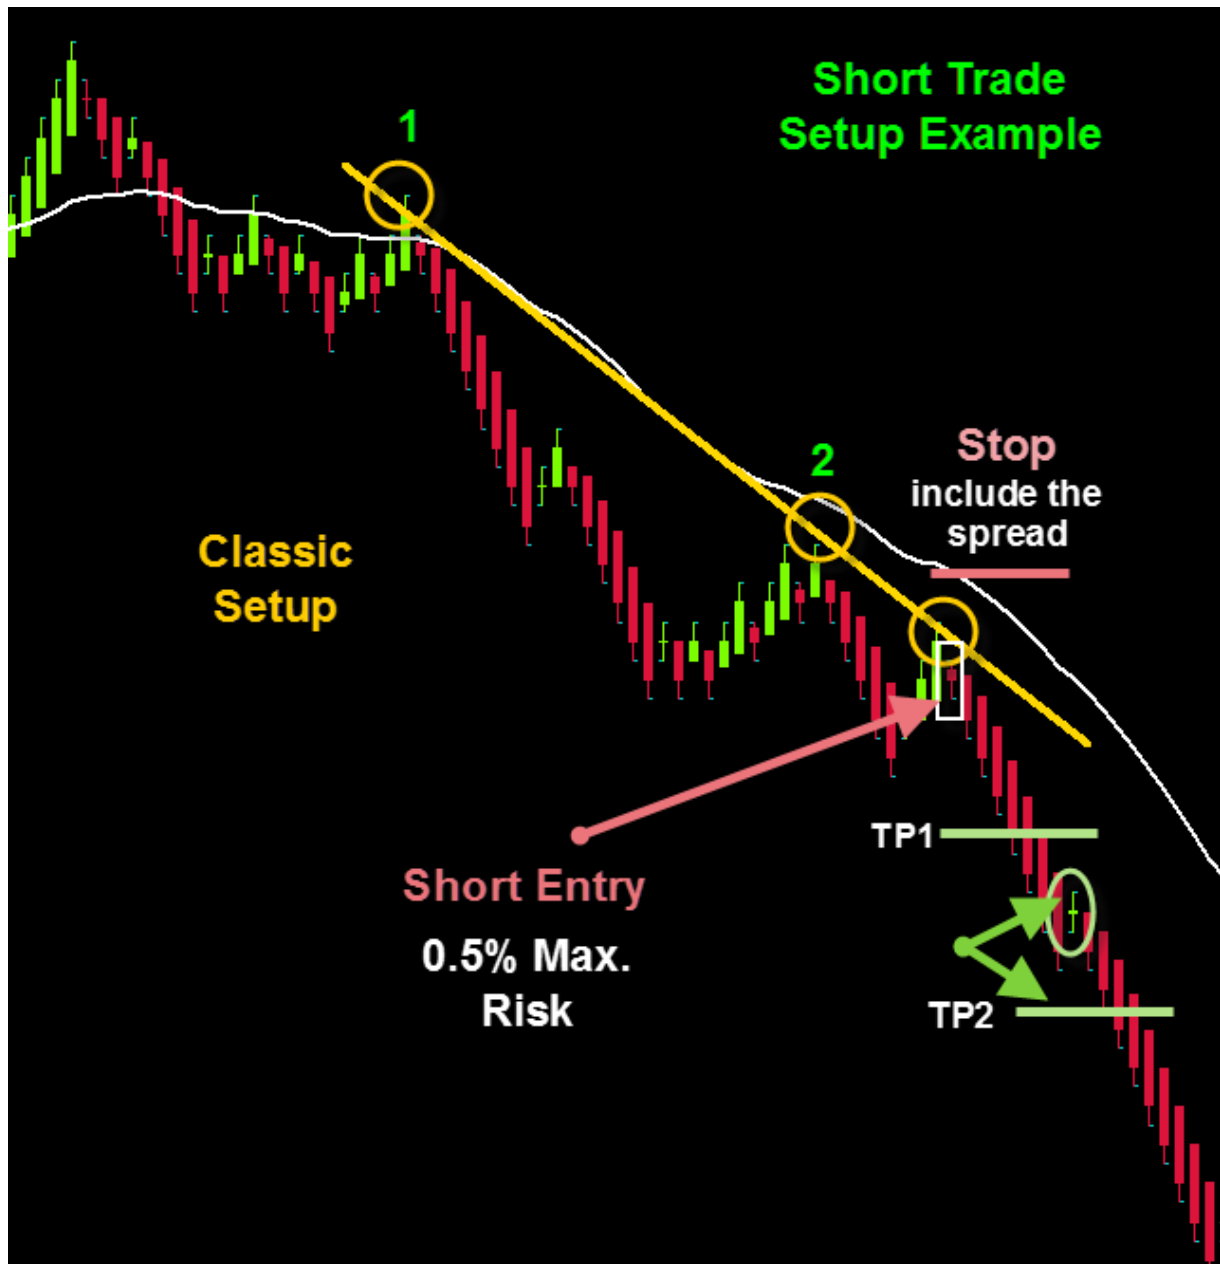 Short Trade
Setup Example
1
2
Stop
include the
spread
Classic
Setup
TP1
Short Entry
0.5% Max.
Risk
TP2